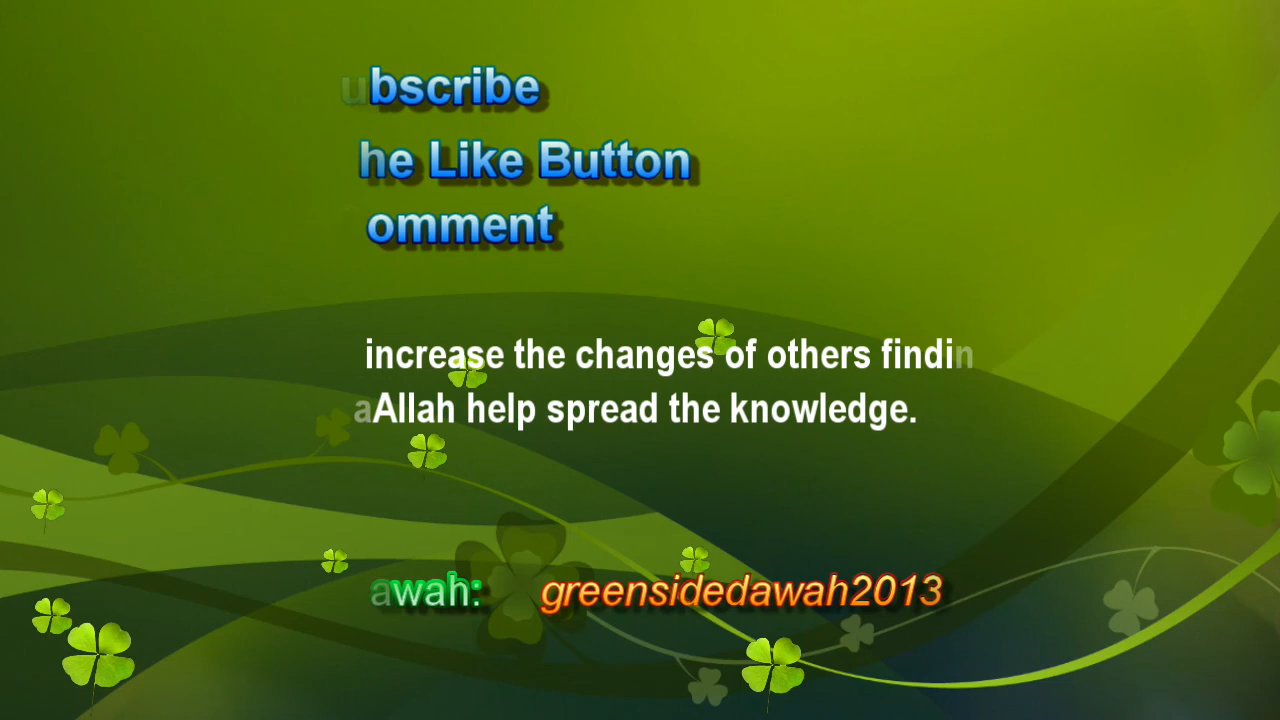 ubscribe
he Like Button
omment
increase the changes of others findin
aAllah help spread the knowledge.
awah: greensidedawah2013